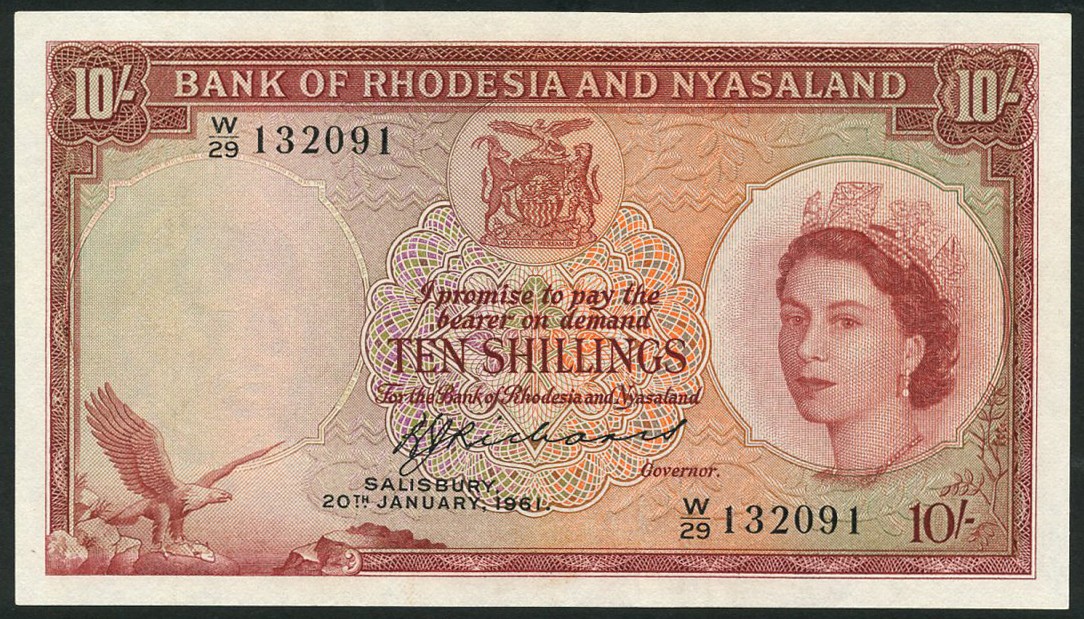 10/- BANK OF RHODESIA AND NYASALAND 10/-
W/29 132091
I promise to pay the
bearer on demand
TEN SHILLINGS
For the Bank of Rhodesia and Nyasaland
Governor.
SALISBURY,
20TH JANUARY, 1961.
W/29 132091 10/-